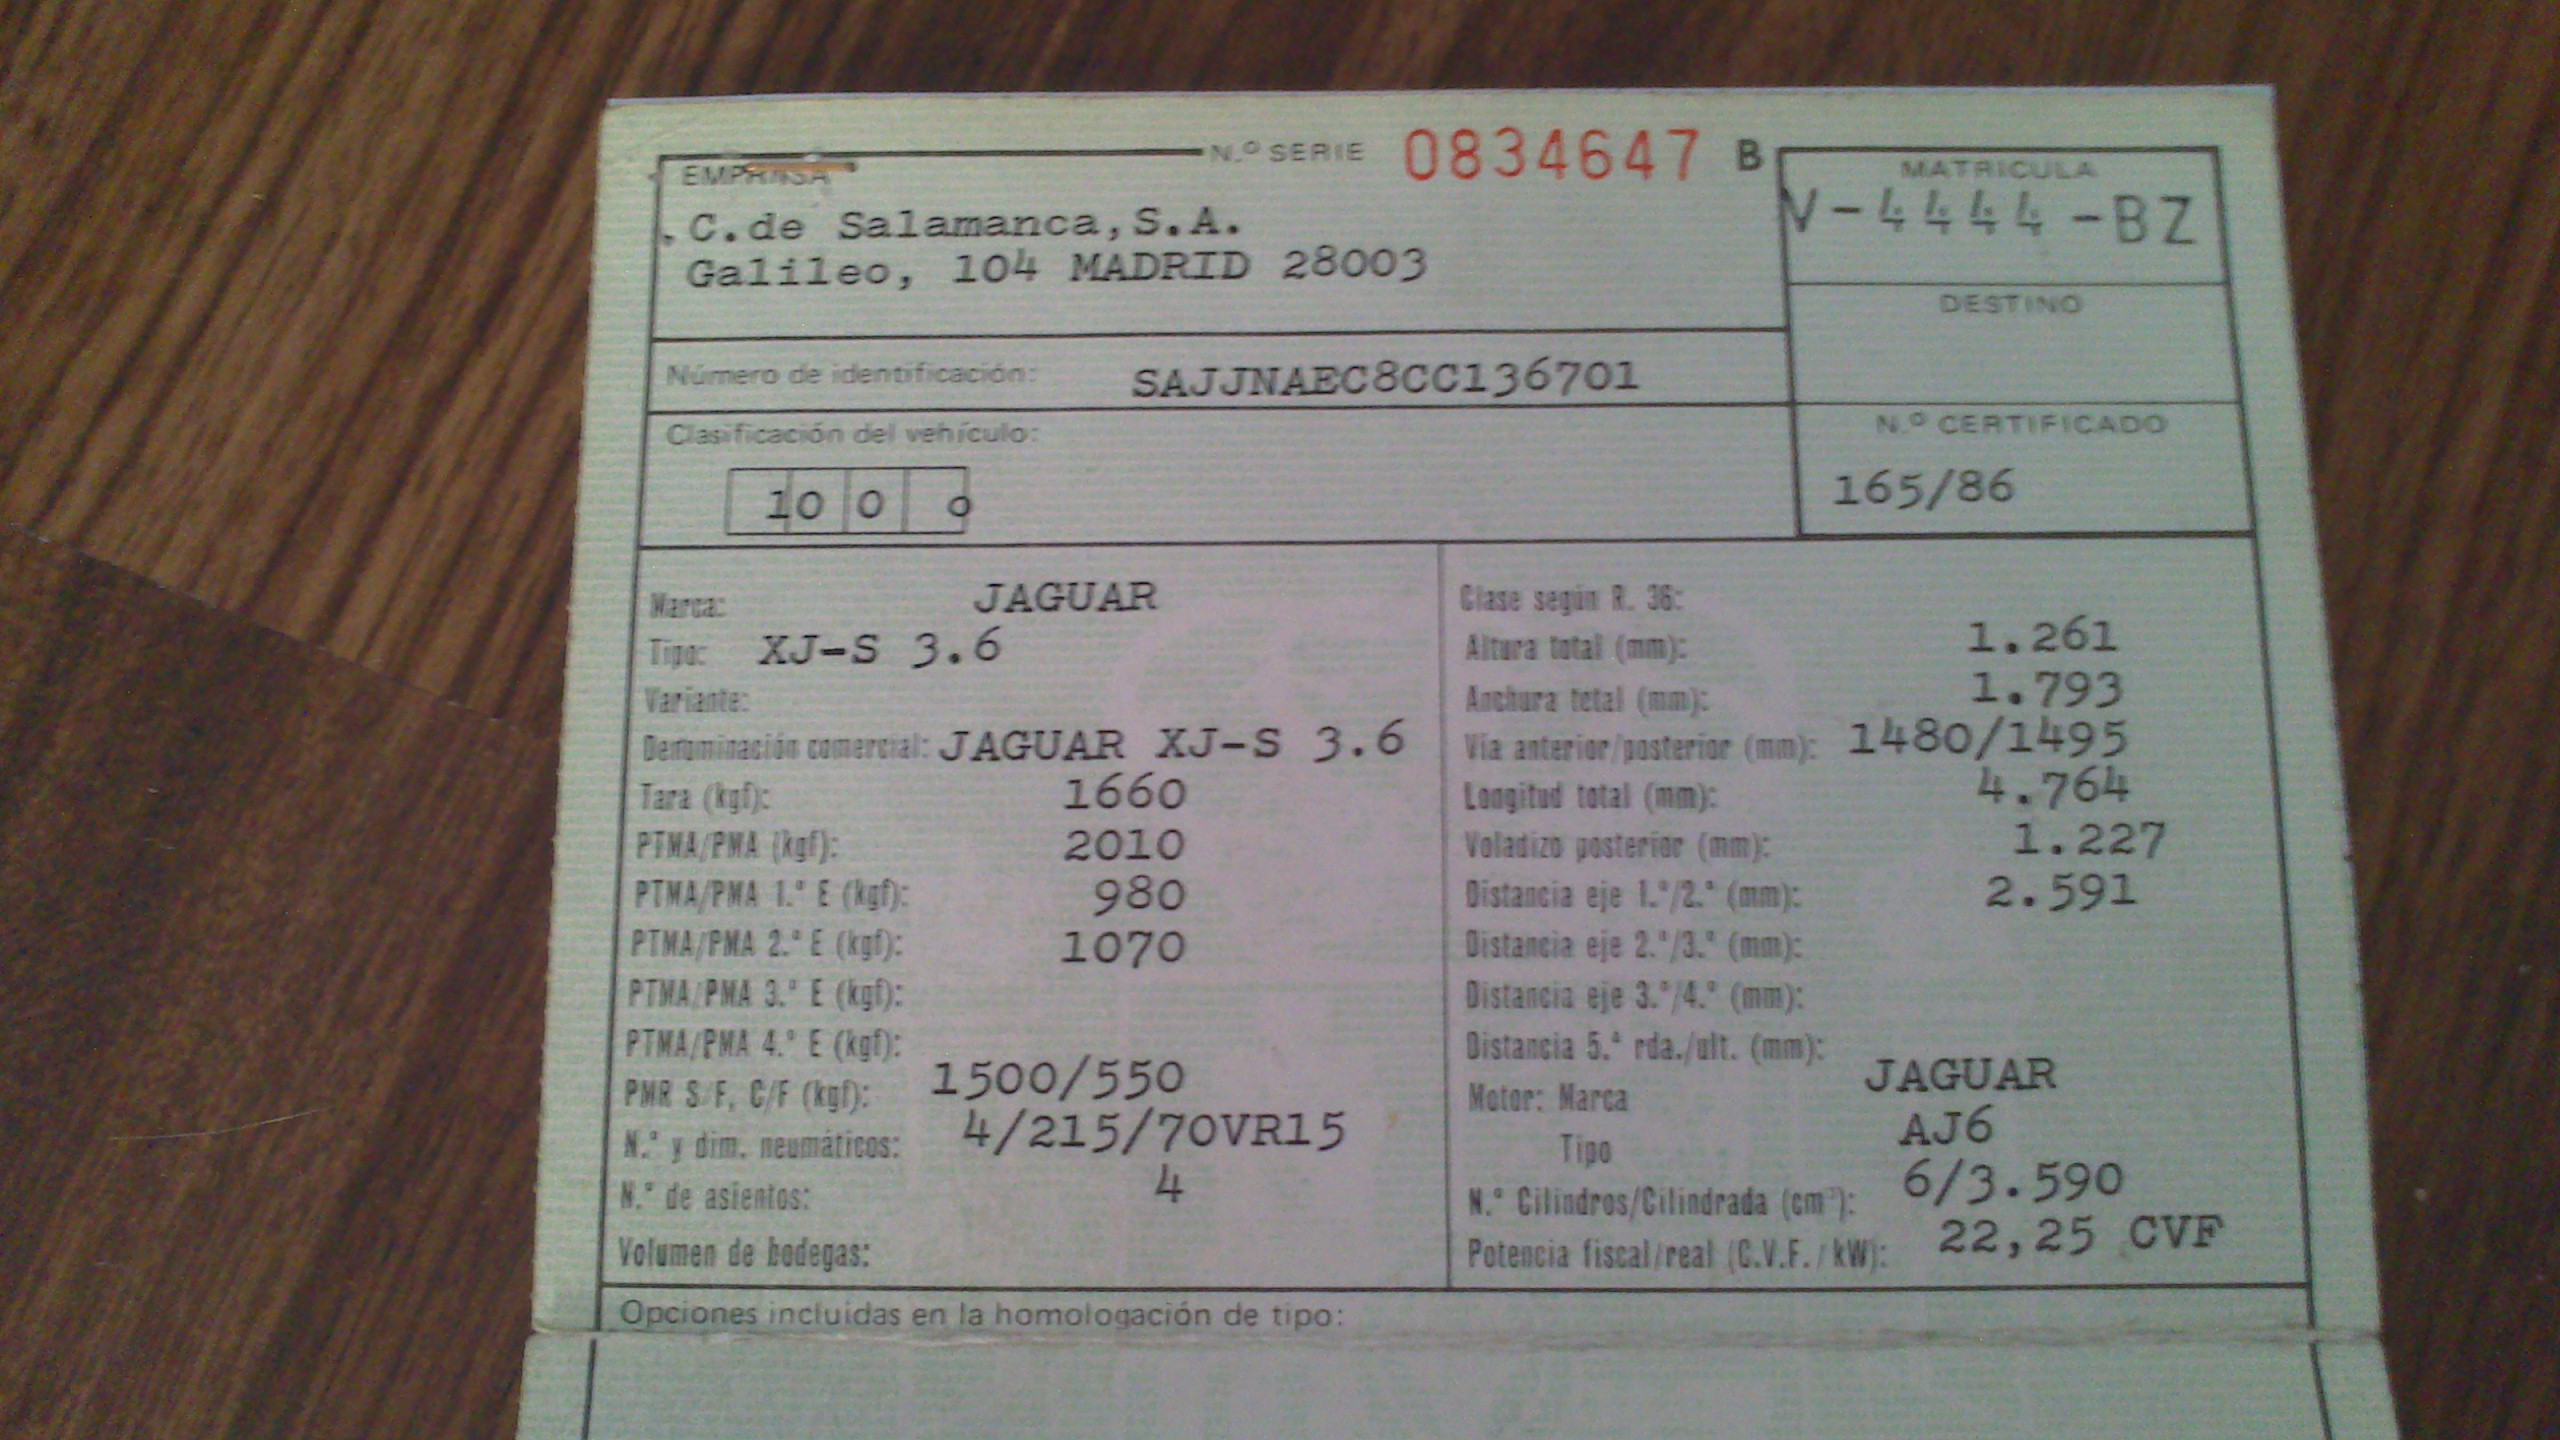 N.º SERIE 0834647 B
EMPRESA
C.de Salamanca,S.A.
Galileo, 104 MADRID 28003
MATRICULA
V-4444-BZ
DESTINO
Número de identificación: SAJJNAEC8CC136701
Clasificación del vehículo:
10 0 0
N.º CERTIFICADO
165/86
Marca: JAGUAR
Tipo: XJ-S 3.6
Variante:
Denominación comercial: JAGUAR XJ-S 3.6
Tara (kgf): 1660
PTMA/PMA (kgf): 2010
PTMA/PMA 1.º E (kgf): 980
PTMA/PMA 2.º E (kgf): 1070
PTMA/PMA 3.º E (kgf):
PTMA/PMA 4.º E (kgf):
PMR S/F, C/F (kgf): 1500/550
N.º y dim. neumáticos: 4/215/70VR15
N.º de asientos: 4
Volumen de bodegas:
Clase según R. 36:
Altura total (mm): 1.261
Anchura total (mm): 1.793
Vía anterior/posterior (mm): 1480/1495
Longitud total (mm): 4.764
Voladizo posterior (mm): 1.227
Distancia eje 1.º/2.º (mm): 2.591
Distancia eje 2.º/3.º (mm):
Distancia eje 3.º/4.º (mm):
Distancia 5.ª rda./ult. (mm):
Motor: Marca JAGUAR
Tipo AJ6
N.º Cilindros/Cilindrada (cm³): 6/3.590
Potencia fiscal/real (C.V.F./kW): 22,25 CVF
Opciones incluidas en la homologación de tipo: